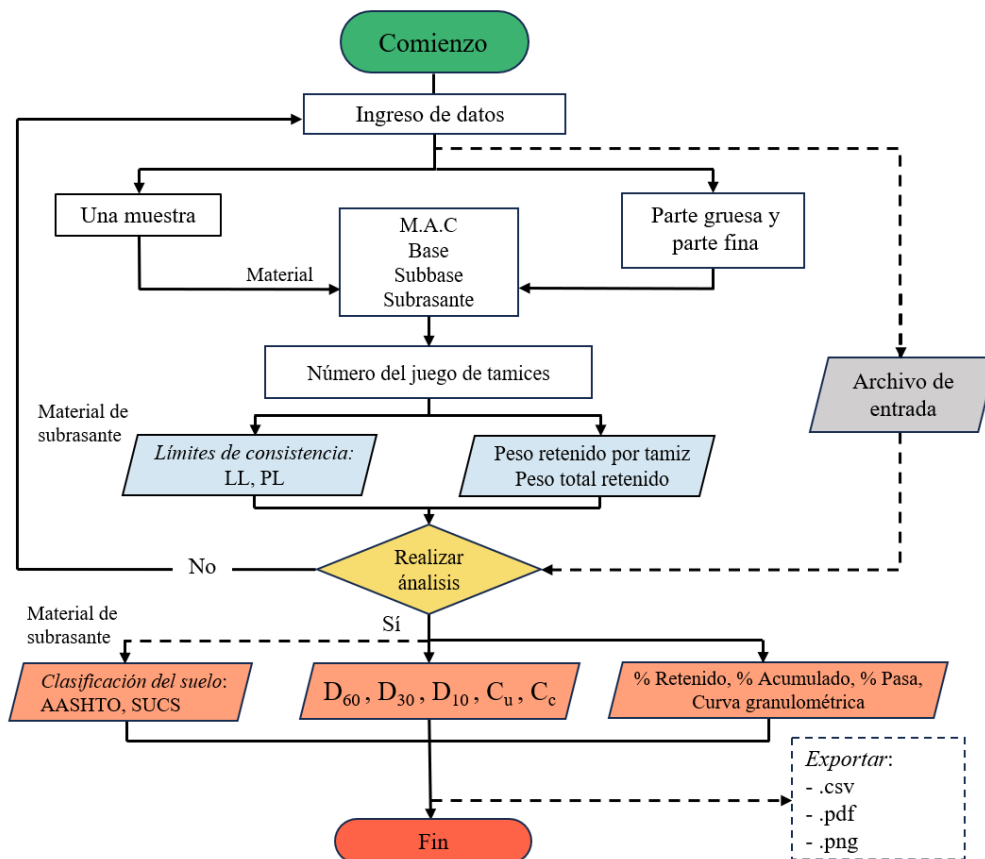 Comienzo
Ingreso de datos
Una muestra
Parte gruesa y
parte fina
M.A.C
Base
Subbase
Subrasante
Material
Número del juego de tamices
Archivo de
entrada
Material de
subrasante
Límites de consistencia:
LL, PL
Peso retenido por tamiz
Peso total retenido
Realizar
ánalisis
No
Sí
Material de
subrasante
Clasificación del suelo:
AASHTO, SUCS
D60 , D30 , D10 , Cu , Cc
% Retenido, % Acumulado, % Pasa,
Curva granulométrica
Exportar:
- .csv
- .pdf
- .png
Fin